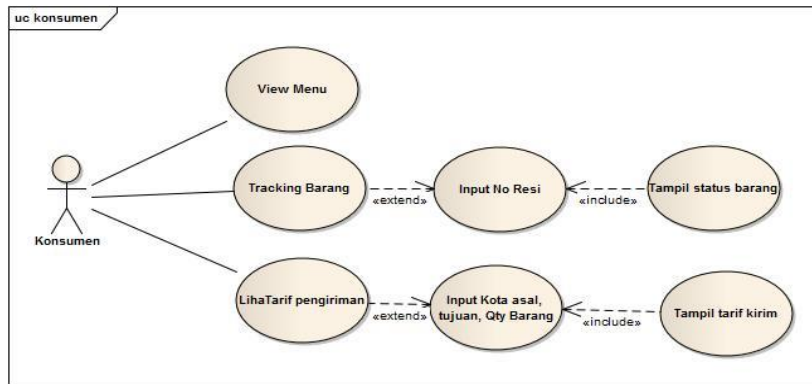 uc konsumen
View Menu
Tracking Barang
«extend»
Input No Resi
«include»
Tampil status barang
Konsumen
LihaTarif pengiriman
«extend»
Input Kota asal,
tujuan, Qty Barang
«include»
Tampil tarif kirim